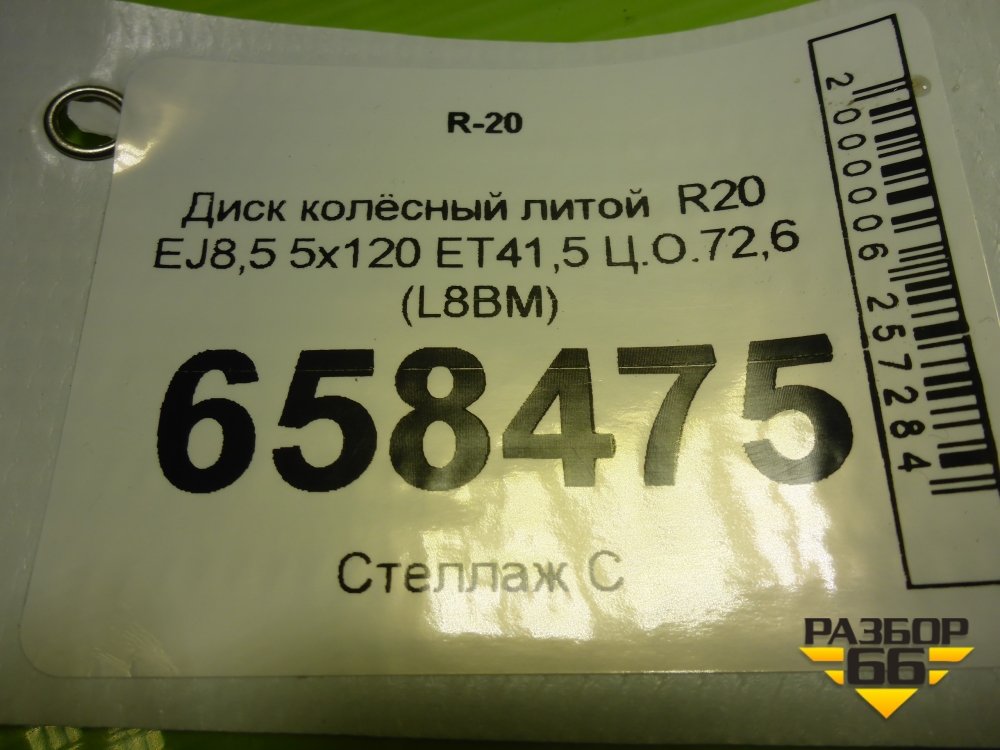 R-20
Диск колёсный литой R20
EJ8,5 5x120 ET41,5 Ц.О.72,6
(L8BM)
658475
Стеллаж С
2000006257284
РАЗБОР
66